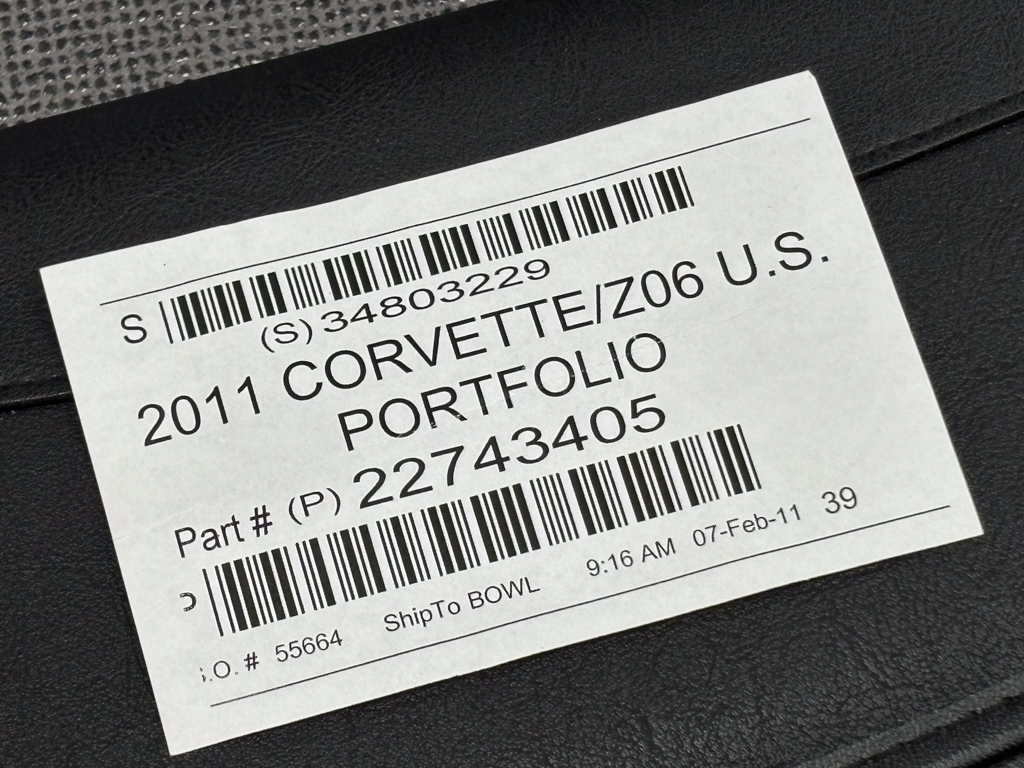 S
(S) 34803229
2011 CORVETTE/Z06 U.S.
PORTFOLIO
Part # (P) 22743405
.O. # 55664 ShipTo BOWL 9:16 AM 07-Feb-11 39